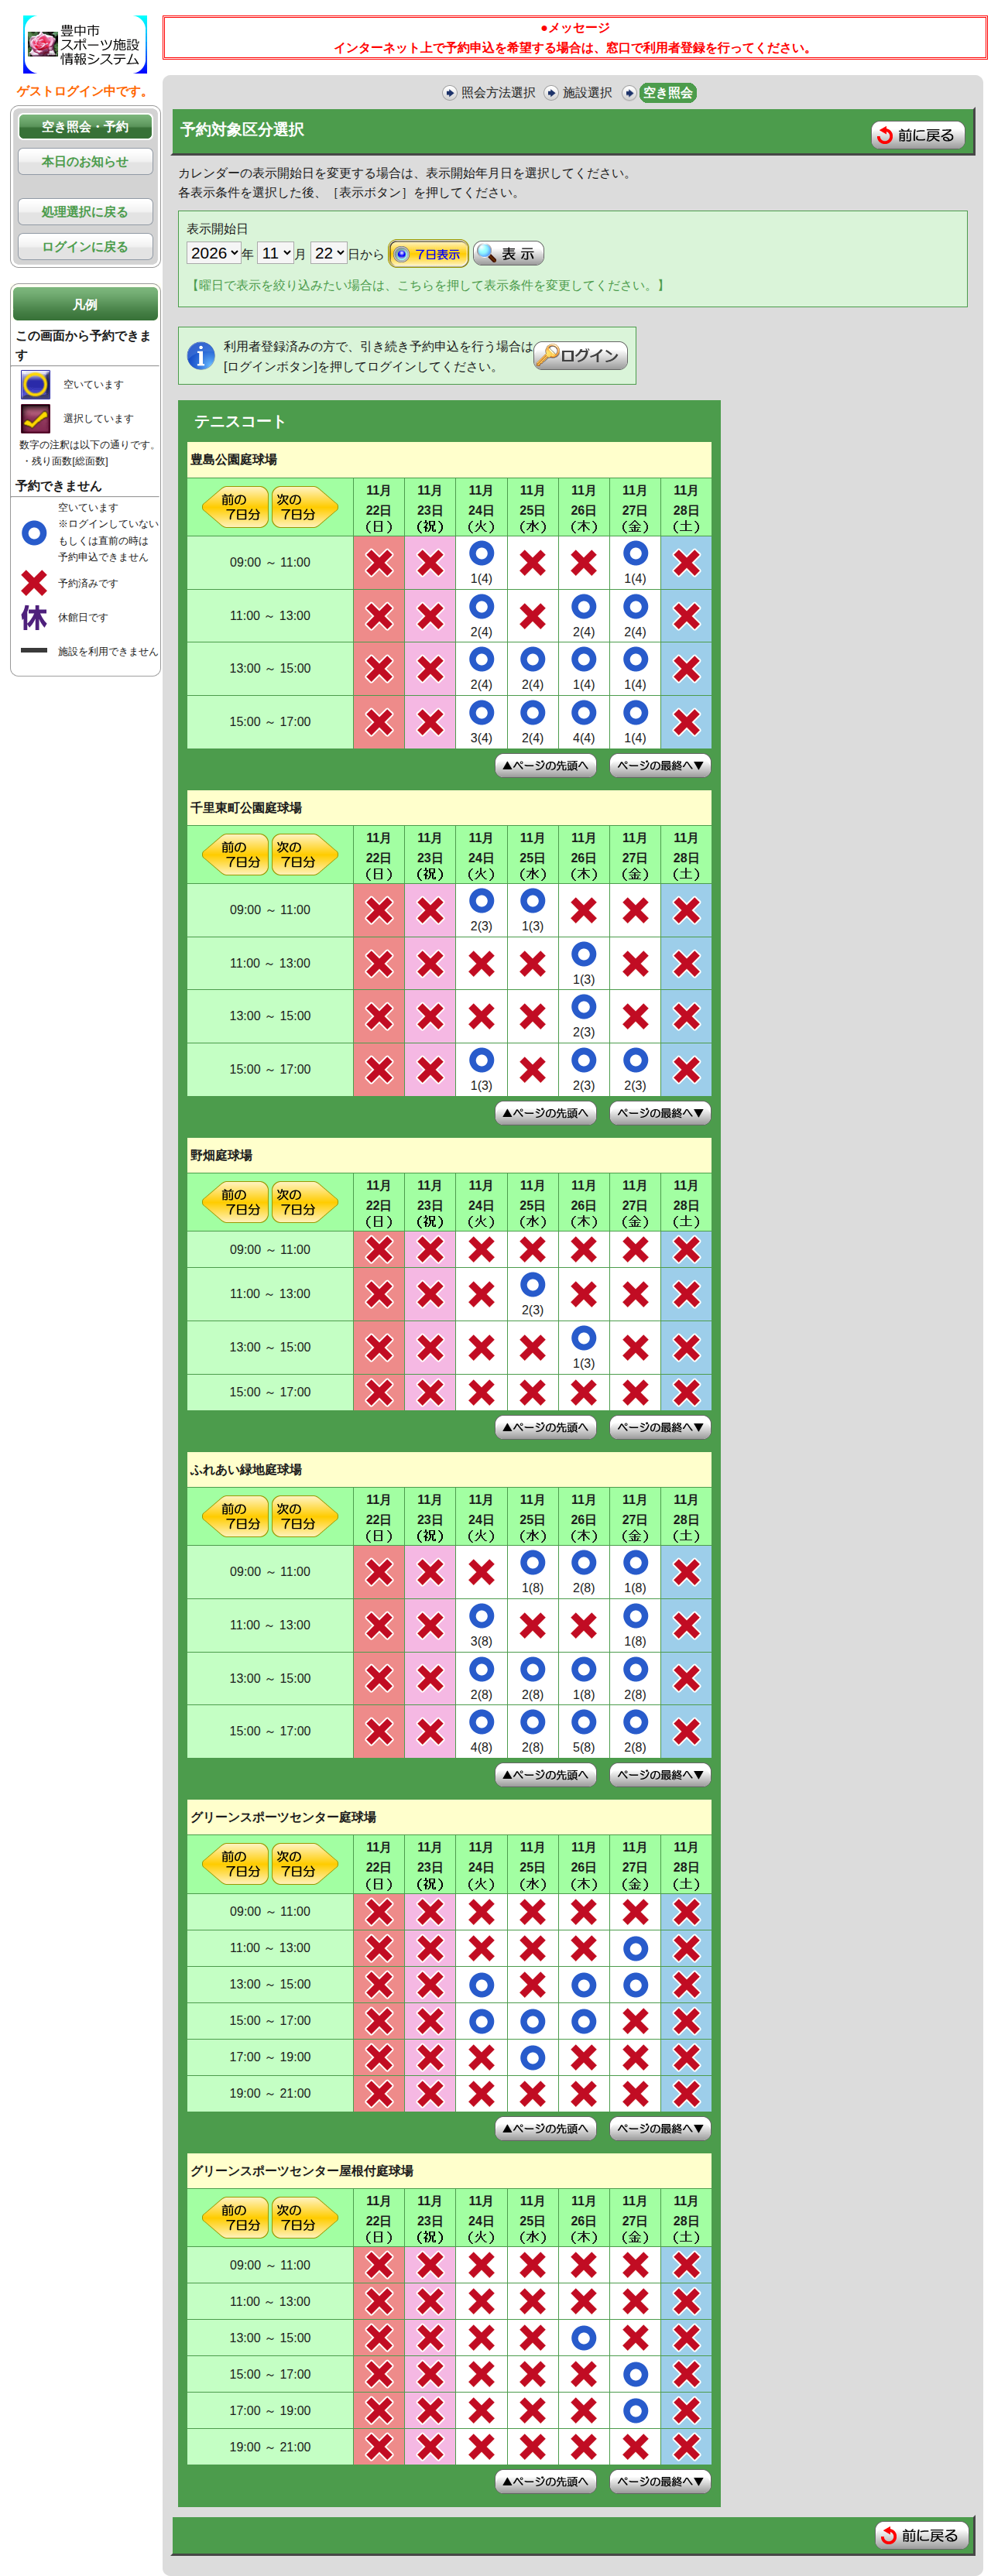 豊中市
スポーツ施設
情報システム
●メッセージ
インターネット上で予約申込を希望する場合は、窓口で利用者登録を行ってください。
ゲストログイン中です。
空き照会・予約
本日のお知らせ
処理選択に戻る
ログインに戻る
凡例
この画面から予約できま
す
空いています
選択しています
数字の注釈は以下の通りです。
・残り面数[総面数]
予約できません
空いています
※ログインしていない
もしくは直前の時は
予約申込できません
予約済みです
休 休館日です
施設を利用できません
照会方法選択 施設選択 空き照会
予約対象区分選択 前に戻る
カレンダーの表示開始日を変更する場合は、表示開始年月日を選択してください。
各表示条件を選択した後、［表示ボタン］を押してください。
表示開始日
2026 年 11 月 22 日から 7日表示 表 示
【曜日で表示を絞り込みたい場合は、こちらを押して表示条件を変更してください。】
利用者登録済みの方で、引き続き予約申込を行う場合は
[ログインボタン]を押してログインしてください。
ログイン
テニスコート
豊島公園庭球場
前の 次の 11月 11月 11月 11月 11月 11月 11月
7日分 7日分 22日 23日 24日 25日 26日 27日 28日
(日) (祝) (火) (水) (木) (金) (土)
09:00 ～ 11:00 1(4) 1(4)
11:00 ～ 13:00 2(4) 2(4) 2(4)
13:00 ～ 15:00 2(4) 2(4) 1(4) 1(4)
15:00 ～ 17:00 3(4) 2(4) 4(4) 1(4)
▲ページの先頭へ ページの最終へ▼
千里東町公園庭球場
前の 次の 11月 11月 11月 11月 11月 11月 11月
7日分 7日分 22日 23日 24日 25日 26日 27日 28日
(日) (祝) (火) (水) (木) (金) (土)
09:00 ～ 11:00 2(3) 1(3)
11:00 ～ 13:00 1(3)
13:00 ～ 15:00 2(3)
15:00 ～ 17:00 1(3) 2(3) 2(3)
▲ページの先頭へ ページの最終へ▼
野畑庭球場
前の 次の 11月 11月 11月 11月 11月 11月 11月
7日分 7日分 22日 23日 24日 25日 26日 27日 28日
(日) (祝) (火) (水) (木) (金) (土)
09:00 ～ 11:00
11:00 ～ 13:00 2(3)
13:00 ～ 15:00 1(3)
15:00 ～ 17:00
▲ページの先頭へ ページの最終へ▼
ふれあい緑地庭球場
前の 次の 11月 11月 11月 11月 11月 11月 11月
7日分 7日分 22日 23日 24日 25日 26日 27日 28日
(日) (祝) (火) (水) (木) (金) (土)
09:00 ～ 11:00 1(8) 2(8) 1(8)
11:00 ～ 13:00 3(8) 1(8)
13:00 ～ 15:00 2(8) 2(8) 1(8) 2(8)
15:00 ～ 17:00 4(8) 2(8) 5(8) 2(8)
▲ページの先頭へ ページの最終へ▼
グリーンスポーツセンター庭球場
前の 次の 11月 11月 11月 11月 11月 11月 11月
7日分 7日分 22日 23日 24日 25日 26日 27日 28日
(日) (祝) (火) (水) (木) (金) (土)
09:00 ～ 11:00
11:00 ～ 13:00
13:00 ～ 15:00
15:00 ～ 17:00
17:00 ～ 19:00
19:00 ～ 21:00
▲ページの先頭へ ページの最終へ▼
グリーンスポーツセンター屋根付庭球場
前の 次の 11月 11月 11月 11月 11月 11月 11月
7日分 7日分 22日 23日 24日 25日 26日 27日 28日
(日) (祝) (火) (水) (木) (金) (土)
09:00 ～ 11:00
11:00 ～ 13:00
13:00 ～ 15:00
15:00 ～ 17:00
17:00 ～ 19:00
19:00 ～ 21:00
▲ページの先頭へ ページの最終へ▼
前に戻る